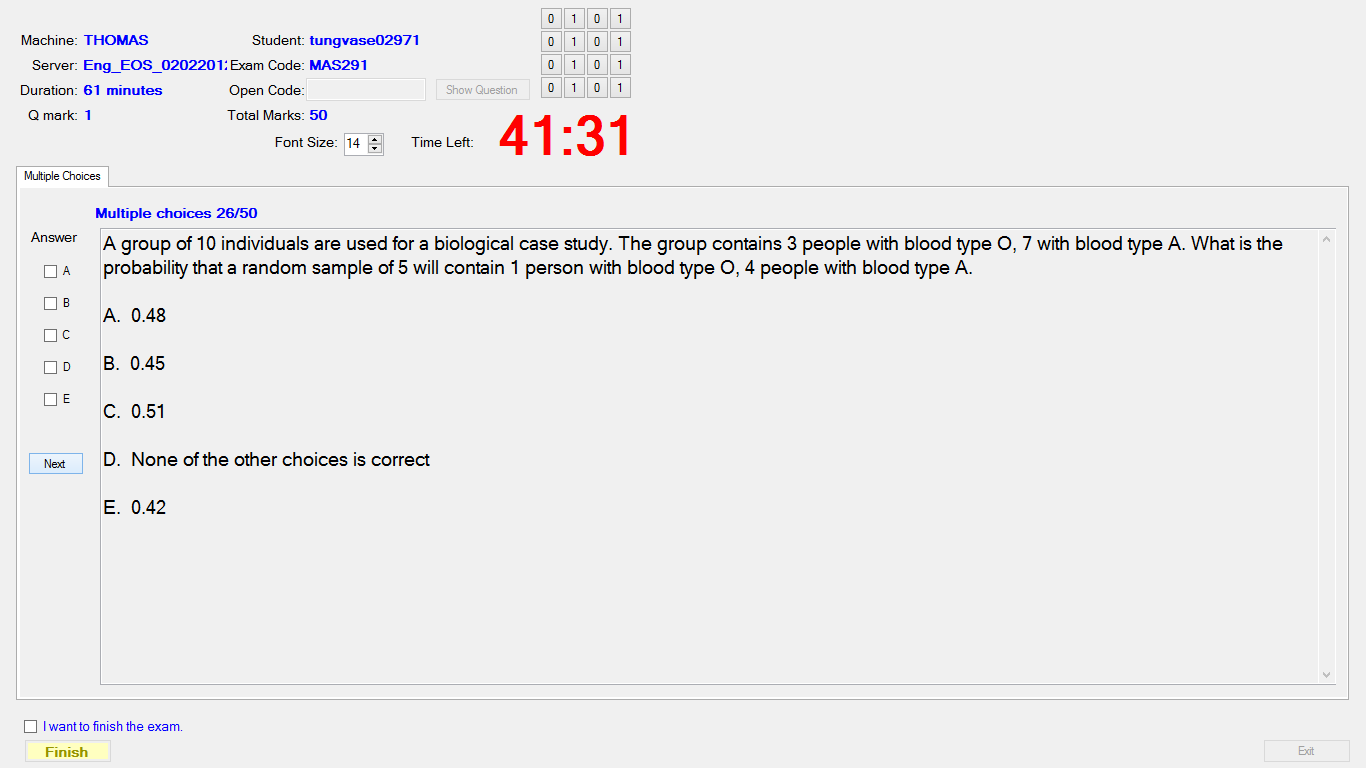 Machine: THOMAS Student: tungvase02971
Server: Eng_EOS_02022012 Exam Code: MAS291
Duration: 61 minutes Open Code: Show Question
Q mark: 1 Total Marks: 50
Font Size: 14 Time Left: 41:31
0 1 0 1
0 1 0 1
0 1 0 1
0 1 0 1
Multiple Choices
Multiple choices 26/50
Answer
A
B
C
D
E
Next
A group of 10 individuals are used for a biological case study. The group contains 3 people with blood type O, 7 with blood type A. What is the
probability that a random sample of 5 will contain 1 person with blood type O, 4 people with blood type A.
A. 0.48
B. 0.45
C. 0.51
D. None of the other choices is correct
E. 0.42
I want to finish the exam.
Finish
Exit